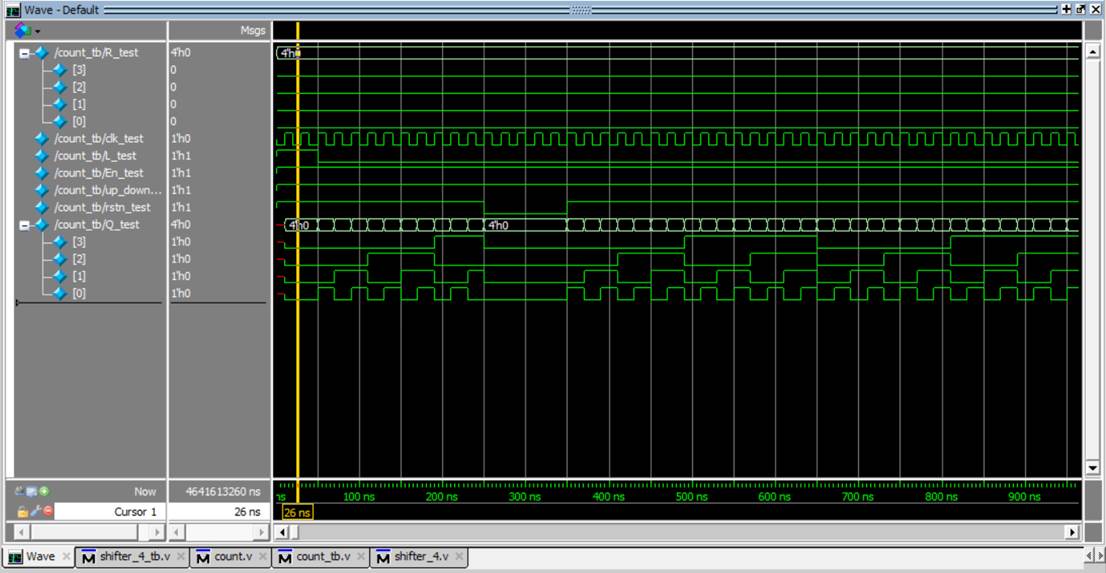 Wave - Default
Msgs
/count_tb/R_test 4'h0 4'h
[3] 0
[2] 0
[1] 0
[0] 0
/count_tb/clk_test 1'h0
/count_tb/L_test 1'h1
/count_tb/En_test 1'h1
/count_tb/up_down... 1'h1
/count_tb/rstn_test 1'h1
/count_tb/Q_test 4'h0 4'h0 4'h0
[3] 1'h0
[2] 1'h0
[1] 1'h0
[0] 1'h0
Now 4641613260 ns ns 100 ns 200 ns 300 ns 400 ns 500 ns 600 ns 700 ns 800 ns 900 ns
Cursor 1 26 ns 26 ns
Wave shifter_4_tb.v count.v count_tb.v shifter_4.v